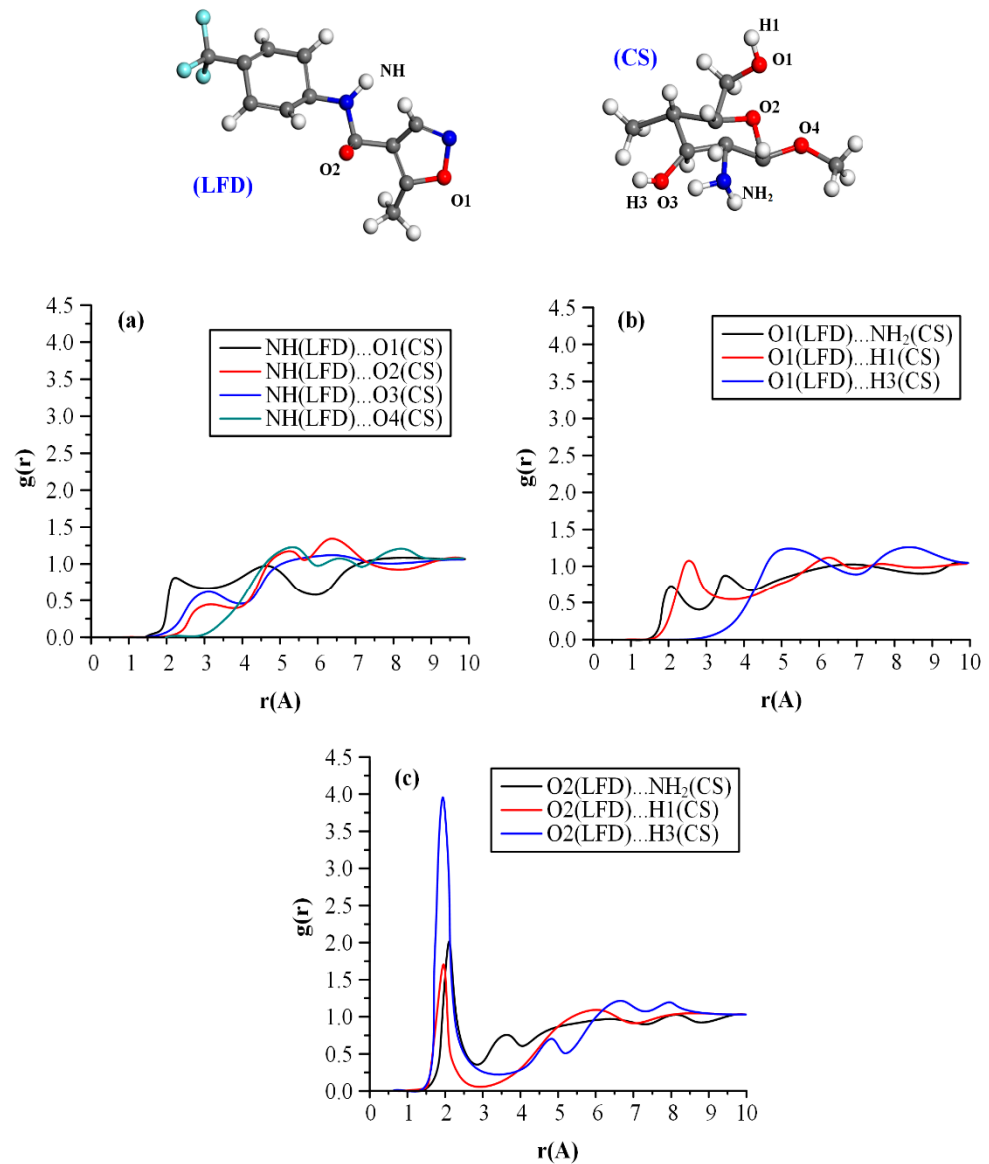 H1
(CS)
O1
NH
O2
O4
O2
(LFD)
O1
H3 O3
NH₂
(a)
NH(LFD)...O1(CS)
NH(LFD)...O2(CS)
NH(LFD)...O3(CS)
NH(LFD)...O4(CS)
4.5
4.0
3.5
3.0
2.5
2.0
1.5
1.0
0.5
0.0
g(r)
0 1 2 3 4 5 6 7 8 9 10
r(A)
(b)
O1(LFD)...NH₂(CS)
O1(LFD)...H1(CS)
O1(LFD)...H3(CS)
4.5
4.0
3.5
3.0
2.5
2.0
1.5
1.0
0.5
0.0
g(r)
0 1 2 3 4 5 6 7 8 9 10
r(A)
(c)
O2(LFD)...NH₂(CS)
O2(LFD)...H1(CS)
O2(LFD)...H3(CS)
4.5
4.0
3.5
3.0
2.5
2.0
1.5
1.0
0.5
0.0
g(r)
0 1 2 3 4 5 6 7 8 9 10
r(A)